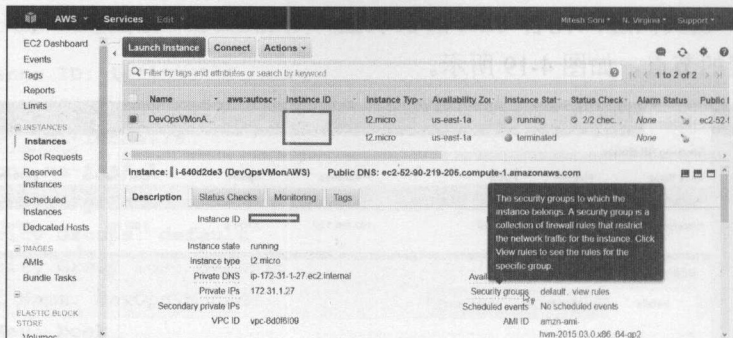 AWS Services Edit Mitesh Soni N. Virginia Support
EC2 Dashboard
Events
Tags
Reports
Limits
INSTANCES
Instances
Spot Requests
Reserved
Instances
Scheduled
Instances
Dedicated Hosts
IMAGES
AMIs
Bundle Tasks
ELASTIC BLOCK
STORE
Volumes
Launch Instance Connect Actions
Filter by tags and attributes or search by keyword 1 to 2 of 2
Name aws:autosc Instance ID Instance Typ Availability Zo Instance Stat Status Check Alarm Status Public I
DevOpsVMonA... t2.micro us-east-1a running 2/2 chec... None ec2-52-
t2.micro us-east-1a terminated None
Instance: i-640d2de3 (DevOpsVMonAWS) Public DNS: ec2-52-90-219-205.compute-1.amazonaws.com
Description Status Checks Monitoring Tags
The security groups to which the
instance belongs. A security group is a
collection of firewall rules that restrict
the network traffic for the instance. Click
View rules to see the rules for the
specific group.
Instance ID
Instance state running
Instance type t2.micro
Private DNS ip-172-31-1-27.ec2.internal Availa
Private IPs 172.31.1.27 Security groups default. view rules
Secondary private IPs Scheduled events No scheduled events
VPC ID vpc-6d0f6f09 AMI ID amzn-ami-
hvm-2015.03.0.x86_64-gp2